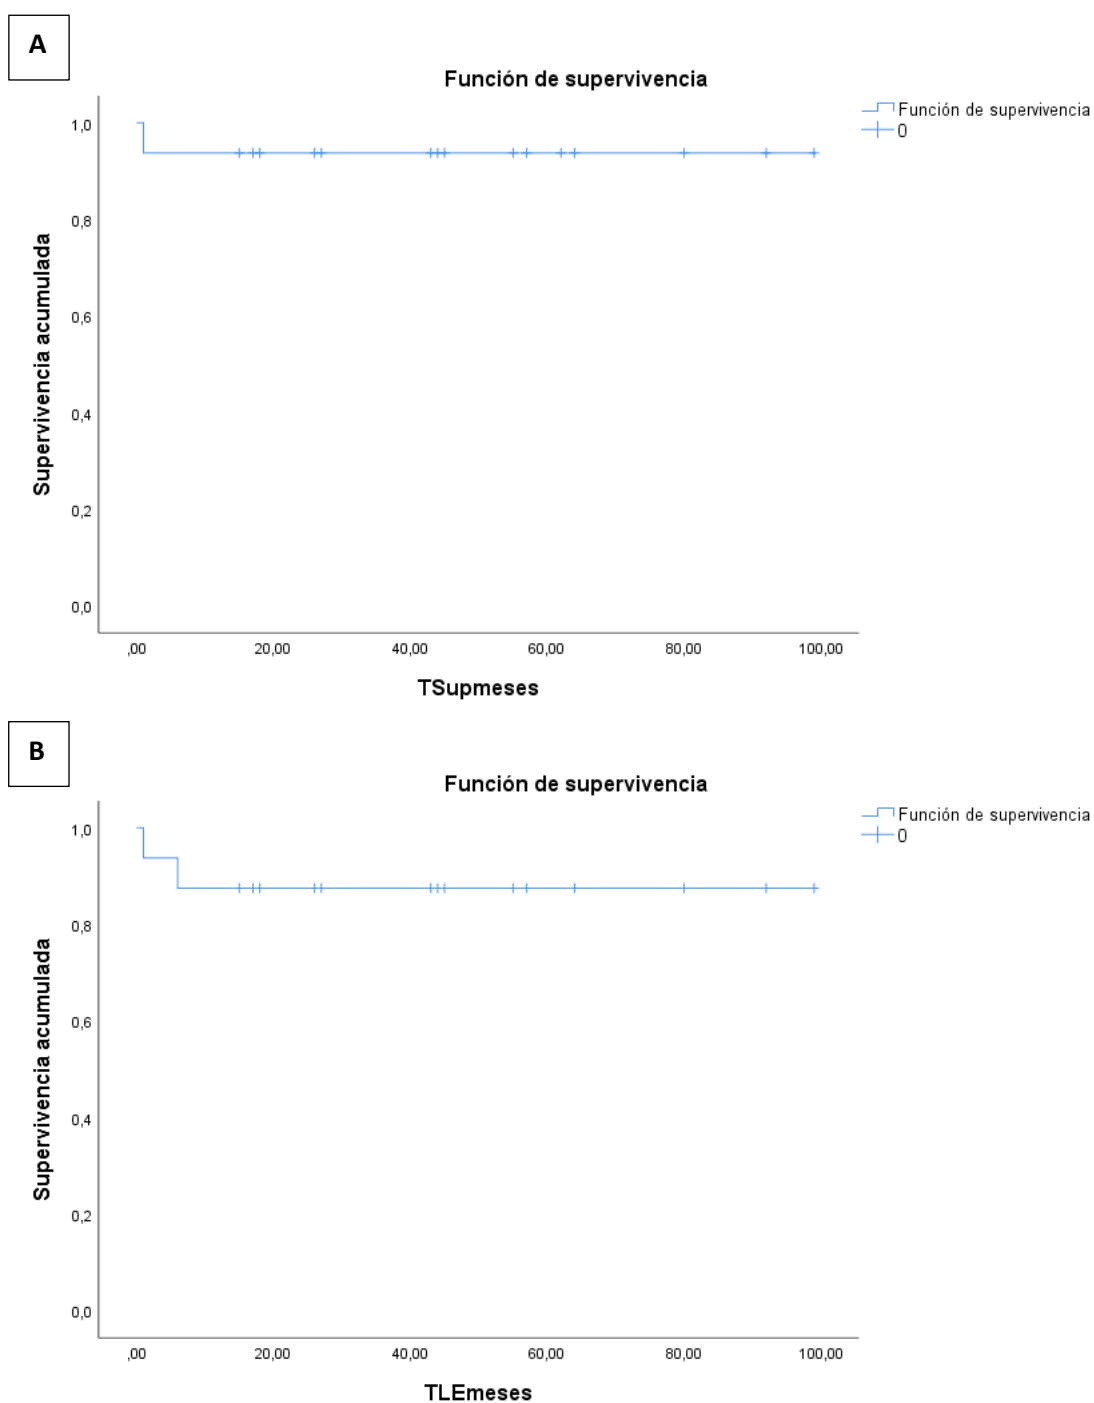 A
Función de supervivencia
Función de supervivencia
0
1,0
0,8
0,6
0,4
0,2
0,0
Supervivencia acumulada
,00 20,00 40,00 60,00 80,00 100,00
TSupmeses
B
Función de supervivencia
Función de supervivencia
0
1,0
0,8
0,6
0,4
0,2
0,0
Supervivencia acumulada
,00 20,00 40,00 60,00 80,00 100,00
TLEmeses